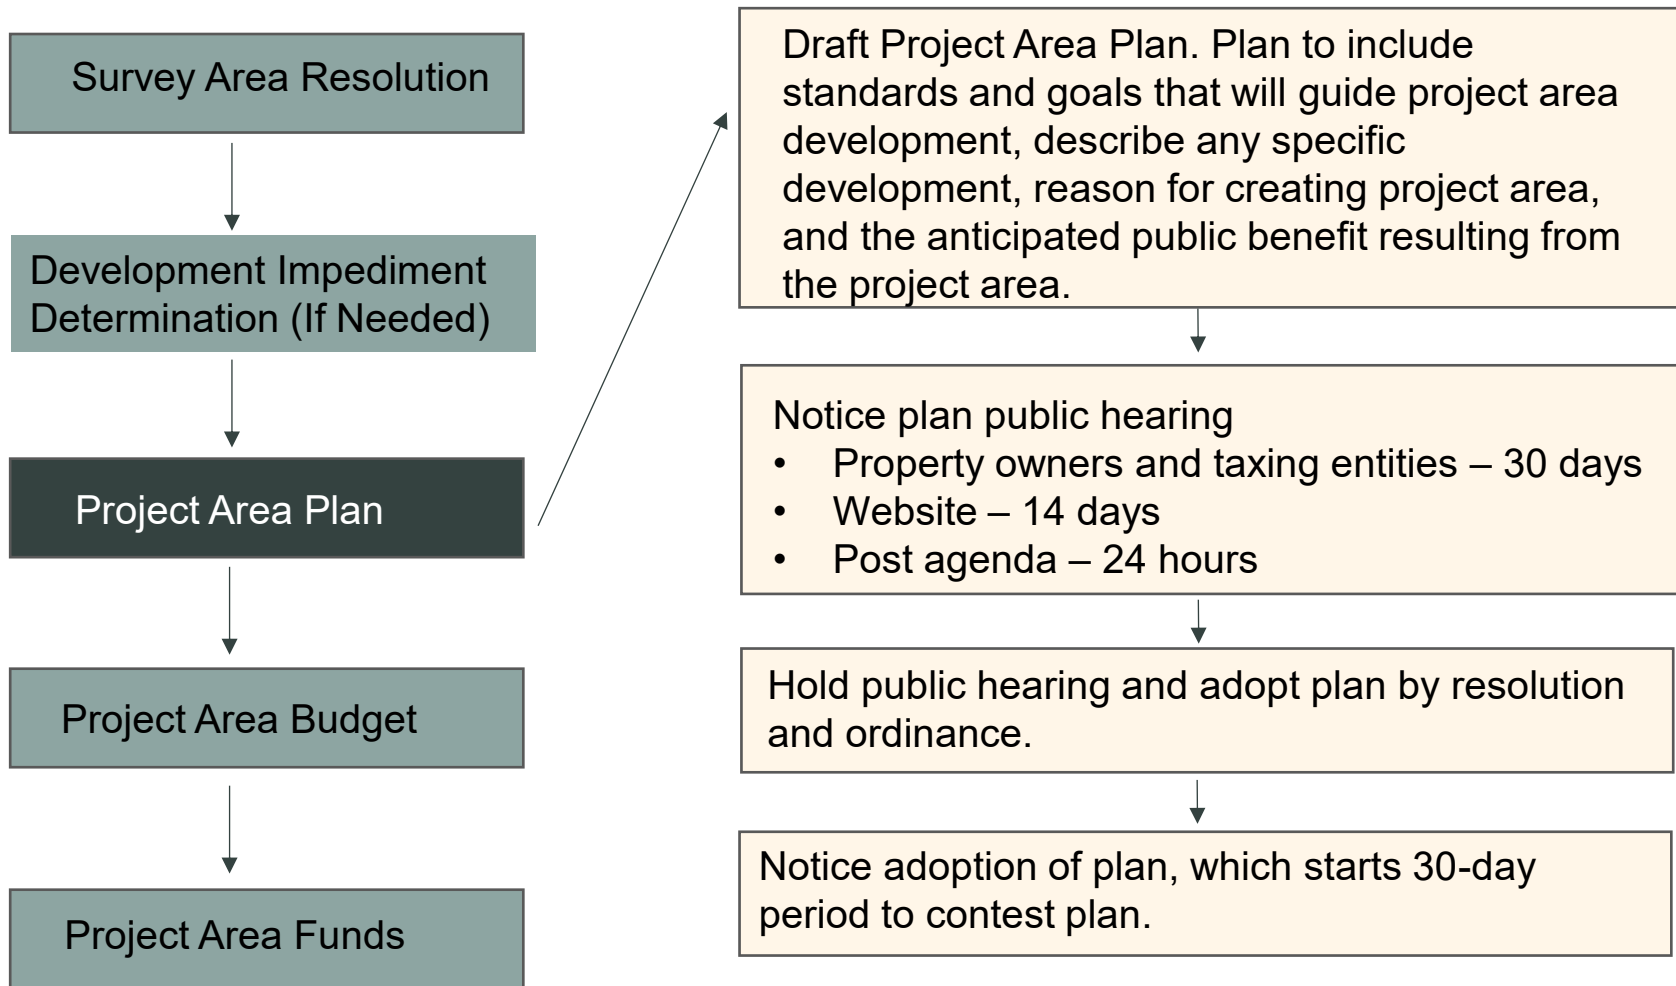 Survey Area Resolution
Development Impediment
Determination (If Needed)
Project Area Plan
Project Area Budget
Project Area Funds
Draft Project Area Plan. Plan to include
standards and goals that will guide project area
development, describe any specific
development, reason for creating project area,
and the anticipated public benefit resulting from
the project area.
Notice plan public hearing
• Property owners and taxing entities – 30 days
• Website – 14 days
• Post agenda – 24 hours
Hold public hearing and adopt plan by resolution
and ordinance.
Notice adoption of plan, which starts 30-day
period to contest plan.